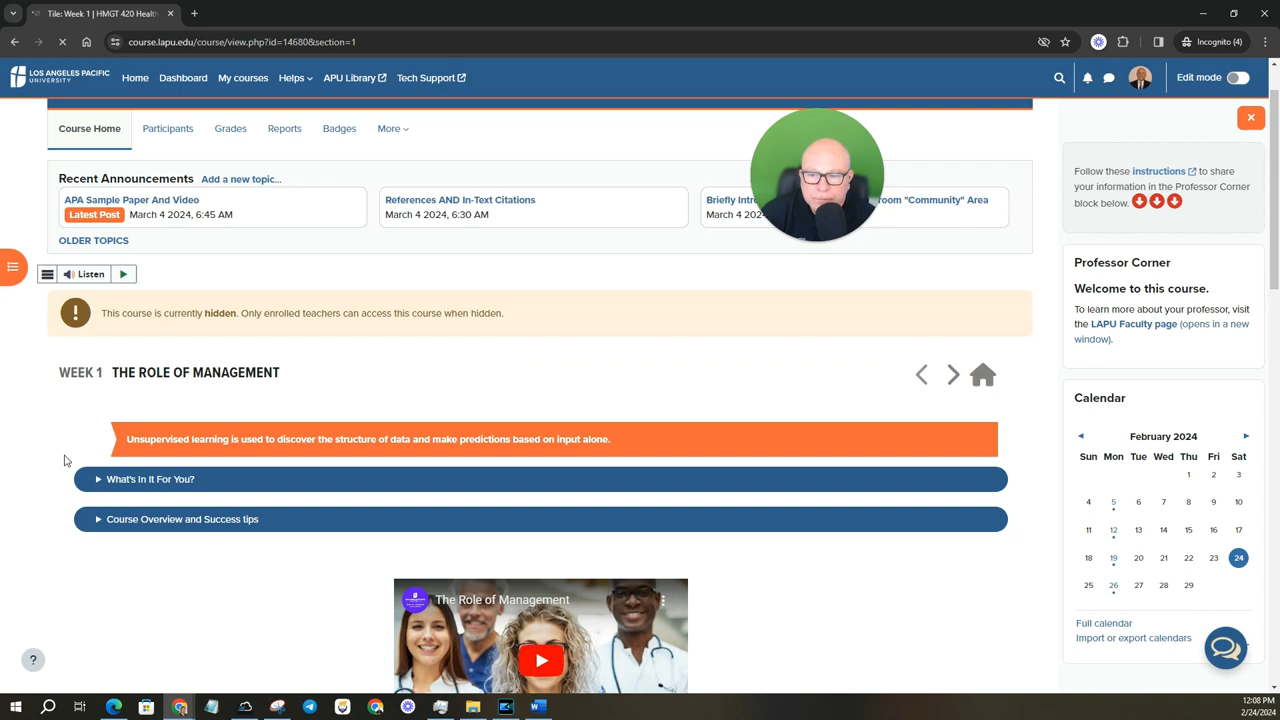 Tile: Week 1 | HMGT 420 Health
course.lapu.edu/course/view.php?id=14680&section=1
Incognito (4)
LOS ANGELES PACIFIC
UNIVERSITY
Home
Dashboard
My courses
Helps
APU Library
Tech Support
Edit mode
Course Home
Participants
Grades
Reports
Badges
More
Recent Announcements
Add a new topic...
APA Sample Paper And Video
Latest Post March 4 2024, 6:45 AM
References AND In-Text Citations
March 4 2024, 6:30 AM
Briefly room "Community" Area
March 4
OLDER TOPICS
Listen
This course is currently hidden. Only enrolled teachers can access this course when hidden.
WEEK 1 THE ROLE OF MANAGEMENT
Unsupervised learning is used to discover the structure of data and make predictions based on input alone.
What's In It For You?
Course Overview and Success tips
The Role of Management
Follow these instructions to share
your information in the Professor Corner
block below.
Professor Corner
Welcome to this course.
To learn more about your professor, visit
the LAPU Faculty page (opens in a new
window).
Calendar
February 2024
Sun Mon Tue Wed Thu Fri Sat
1 2 3
4 5 6 7 8 9 10
11 12 13 14 15 16 17
18 19 20 21 22 23 24
25 26 27 28 29
Full calendar
Import or export calendars
?
12:08 PM
2/24/2024